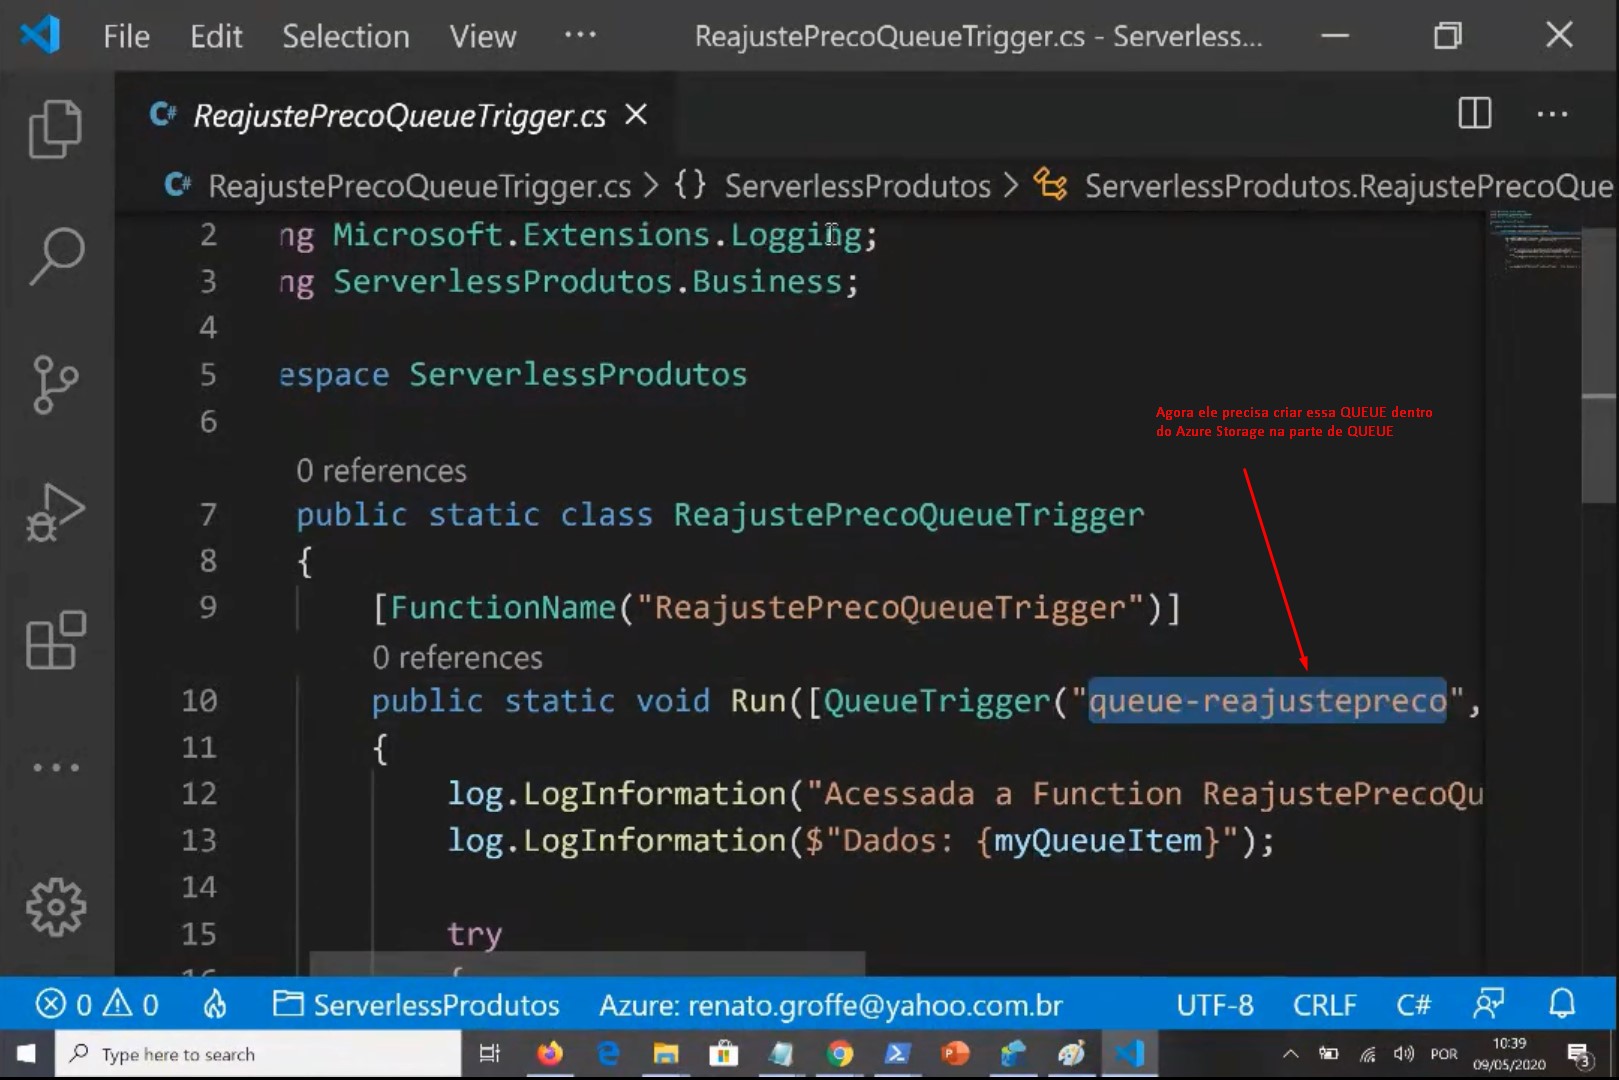 File Edit Selection View ··· ReajustePrecoQueueTrigger.cs - Serverless...
C# ReajustePrecoQueueTrigger.cs
C# ReajustePrecoQueueTrigger.cs > {} ServerlessProdutos > ServerlessProdutos.ReajustePrecoQue
2 ng Microsoft.Extensions.Logging;
3 ng ServerlessProdutos.Business;
4
5 espace ServerlessProdutos
6
Agora ele precisa criar essa QUEUE dentro
do Azure Storage na parte de QUEUE
0 references
7 public static class ReajustePrecoQueueTrigger
8 {
9 [FunctionName("ReajustePrecoQueueTrigger")]
0 references
10 public static void Run([QueueTrigger("queue-reajustepreco",
11 {
12 log.LogInformation("Acessada a Function ReajustePrecoQu
13 log.LogInformation($"Dados: {myQueueItem}");
14
15 try
16 {
0 0 ServerlessProdutos Azure: renato.groffe@yahoo.com.br UTF-8 CRLF C#
Type here to search POR 10:39
09/05/2020 3